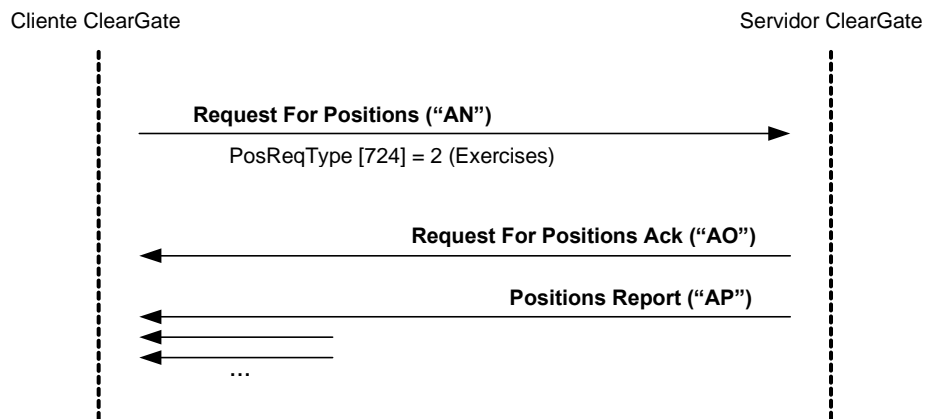 Cliente ClearGate
Servidor ClearGate
Request For Positions (“AN”)
PosReqType [724] = 2 (Exercises)
Request For Positions Ack (“AO”)
Positions Report (“AP”)
...